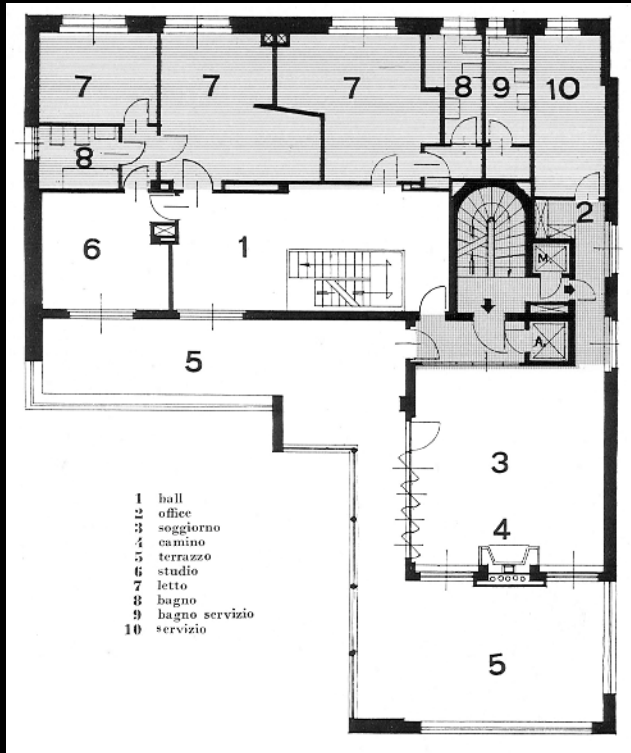 7 7 7 8 9 10
8
2
6 1
M.
A.
5
3
4
5
1 hall
2 office
3 soggiorno
4 camino
5 terrazzo
6 studio
7 letto
8 bagno
9 bagno servizio
10 servizio